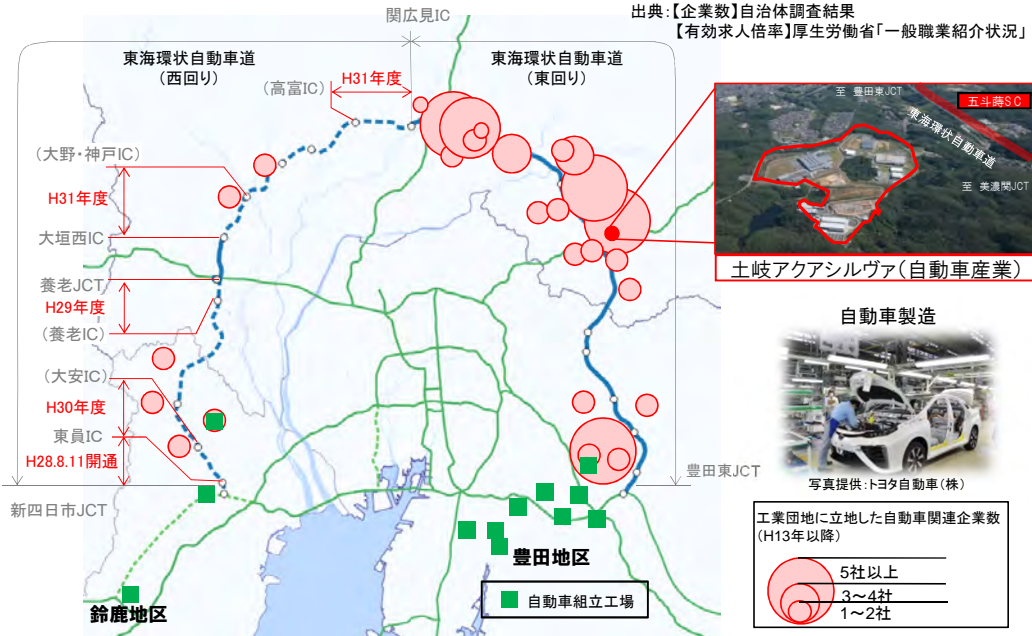 出典:【企業数】自治体調査結果
【有効求人倍率】厚生労働省「一般職業紹介状況」
関広見IC
東海環状自動車道
(西回り)
東海環状自動車道
(東回り)
(高富IC)
H31年度
(大野・神戸IC)
H31年度
大垣西IC
養老JCT
H29年度
(養老IC)
(大安IC)
H30年度
東員IC
H28.8.11開通
新四日市JCT
豊田東JCT
鈴鹿地区
豊田地区
自動車組立工場
至 豊田東JCT
五斗蒔SC
東海環状自動車道
至 美濃関JCT
土岐アクアシルヴァ(自動車産業)
自動車製造
写真提供:トヨタ自動車(株)
工業団地に立地した自動車関連企業数
(H13年以降)
5社以上
3~4社
1~2社